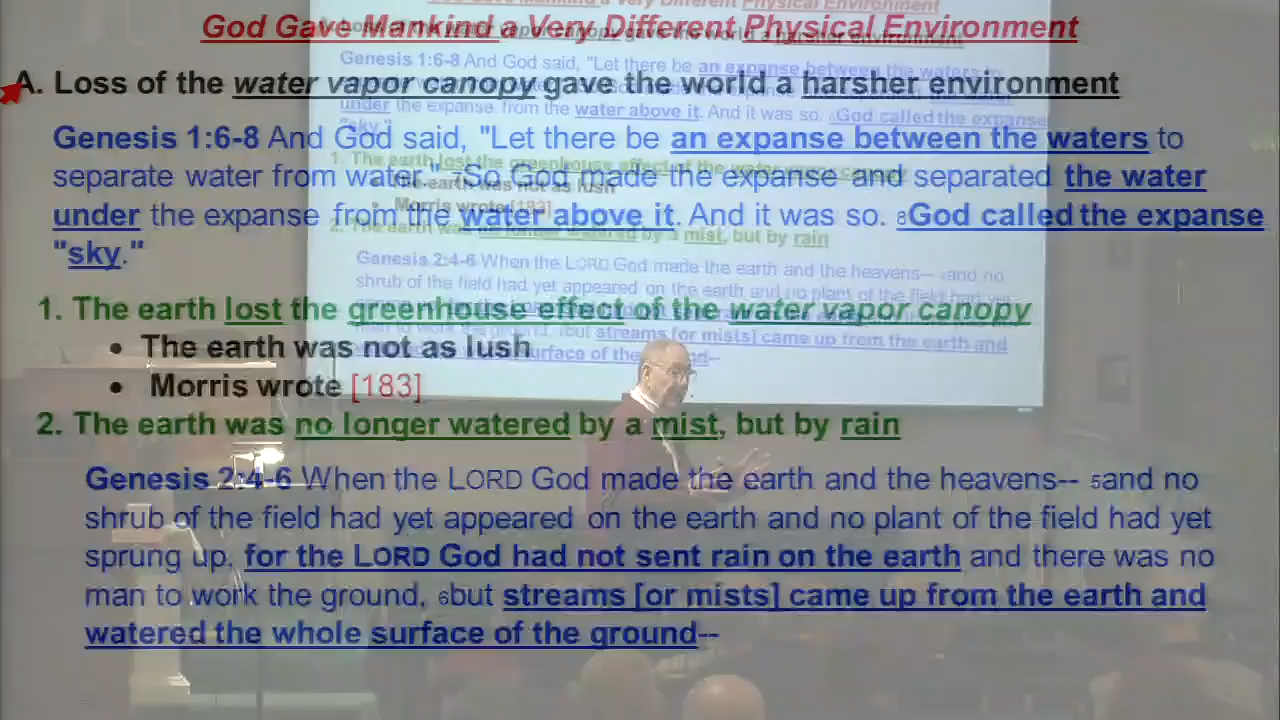 God Gave Mankind a Very Different Physical Environment
A. Loss of the water vapor canopy gave the world a harsher environment
Genesis 1:6-8 And God said, "Let there be an expanse between the waters to
separate water from water." 7So God made the expanse and separated the water
under the expanse from the water above it. And it was so. 8God called the expanse
"sky."
1. The earth lost the greenhouse effect of the water vapor canopy
• The earth was not as lush
• Morris wrote [183]
2. The earth was no longer watered by a mist, but by rain
Genesis 2:4-6 When the LORD God made the earth and the heavens-- 5and no
shrub of the field had yet appeared on the earth and no plant of the field had yet
sprung up, for the LORD God had not sent rain on the earth and there was no
man to work the ground, 6but streams [or mists] came up from the earth and
watered the whole surface of the ground--